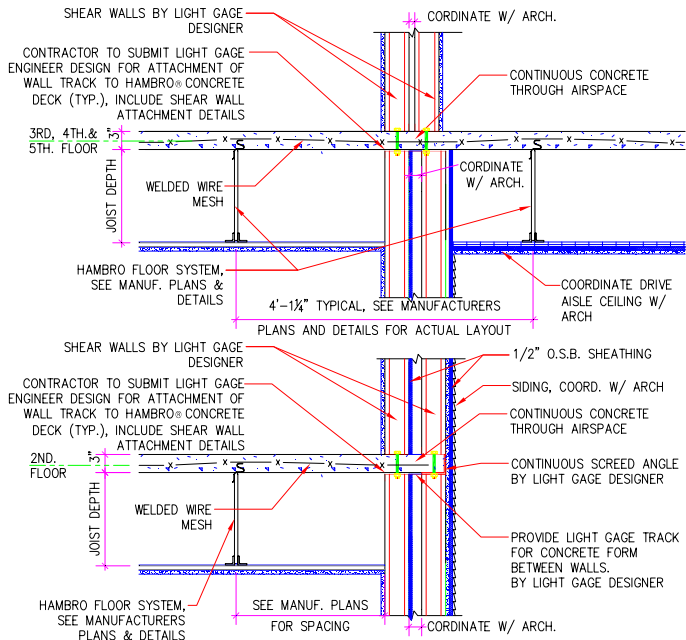 SHEAR WALLS BY LIGHT GAGE
DESIGNER
CORDINATE W/ ARCH.
CONTRACTOR TO SUBMIT LIGHT GAGE
ENGINEER DESIGN FOR ATTACHMENT OF
WALL TRACK TO HAMBRO® CONCRETE
DECK (TYP.), INCLUDE SHEAR WALL
ATTACHMENT DETAILS
CONTINUOUS CONCRETE
THROUGH AIRSPACE
3RD, 4TH.&
5TH. FLOOR
3"
JOIST DEPTH
WELDED WIRE
MESH
CORDINATE
W/ ARCH.
HAMBRO FLOOR SYSTEM,
SEE MANUF. PLANS &
DETAILS
COORDINATE DRIVE
AISLE CEILING W/
ARCH
4'-1¼" TYPICAL, SEE MANUFACTURERS
PLANS AND DETAILS FOR ACTUAL LAYOUT
SHEAR WALLS BY LIGHT GAGE
DESIGNER
1/2" O.S.B. SHEATHING
CONTRACTOR TO SUBMIT LIGHT GAGE
ENGINEER DESIGN FOR ATTACHMENT OF
WALL TRACK TO HAMBRO® CONCRETE
DECK (TYP.), INCLUDE SHEAR WALL
ATTACHMENT DETAILS
SIDING, COORD. W/ ARCH
CONTINUOUS CONCRETE
THROUGH AIRSPACE
2ND.
FLOOR
3"
JOIST DEPTH
CONTINUOUS SCREED ANGLE
BY LIGHT GAGE DESIGNER
WELDED WIRE
MESH
PROVIDE LIGHT GAGE TRACK
FOR CONCRETE FORM
BETWEEN WALLS.
BY LIGHT GAGE DESIGNER
HAMBRO FLOOR SYSTEM,
SEE MANUFACTURERS
PLANS & DETAILS
SEE MANUF. PLANS
FOR SPACING
CORDINATE W/ ARCH.